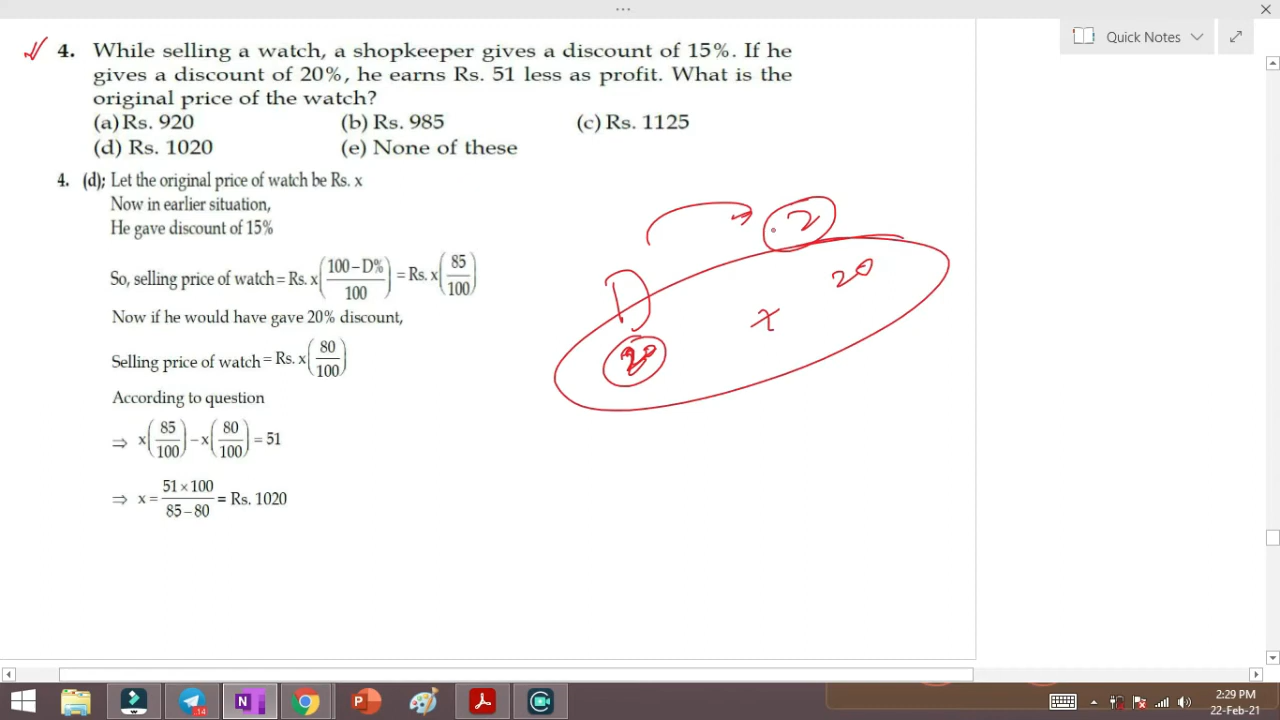 Quick Notes
4. While selling a watch, a shopkeeper gives a discount of 15%. If he
gives a discount of 20%, he earns Rs. 51 less as profit. What is the
original price of the watch?
(a) Rs. 920 (b) Rs. 985 (c) Rs. 1125
(d) Rs. 1020 (e) None of these
4. (d); Let the original price of watch be Rs. x
Now in earlier situation,
He gave discount of 15%
So, selling price of watch = Rs. x(100 – D% / 100) = Rs. x(85/100)
Now if he would have gave 20% discount,
Selling price of watch = Rs. x(80/100)
According to question
⇒ x(85/100) – x(80/100) = 51
⇒ x = 51 × 100 / 85 – 80 = Rs. 1020
2
D
20
x
20
14
2:29 PM
22-Feb-21